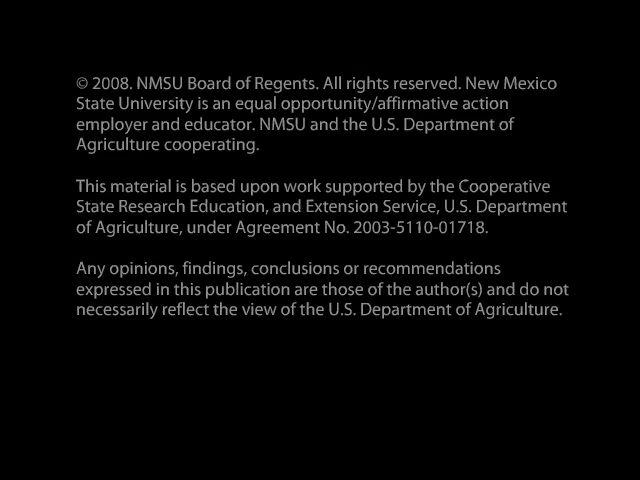 © 2008. NMSU Board of Regents. All rights reserved. New Mexico
State University is an equal opportunity/affirmative action
employer and educator. NMSU and the U.S. Department of
Agriculture cooperating.
This material is based upon work supported by the Cooperative
State Research Education, and Extension Service, U.S. Department
of Agriculture, under Agreement No. 2003-5110-01718.
Any opinions, findings, conclusions or recommendations
expressed in this publication are those of the author(s) and do not
necessarily reflect the view of the U.S. Department of Agriculture.